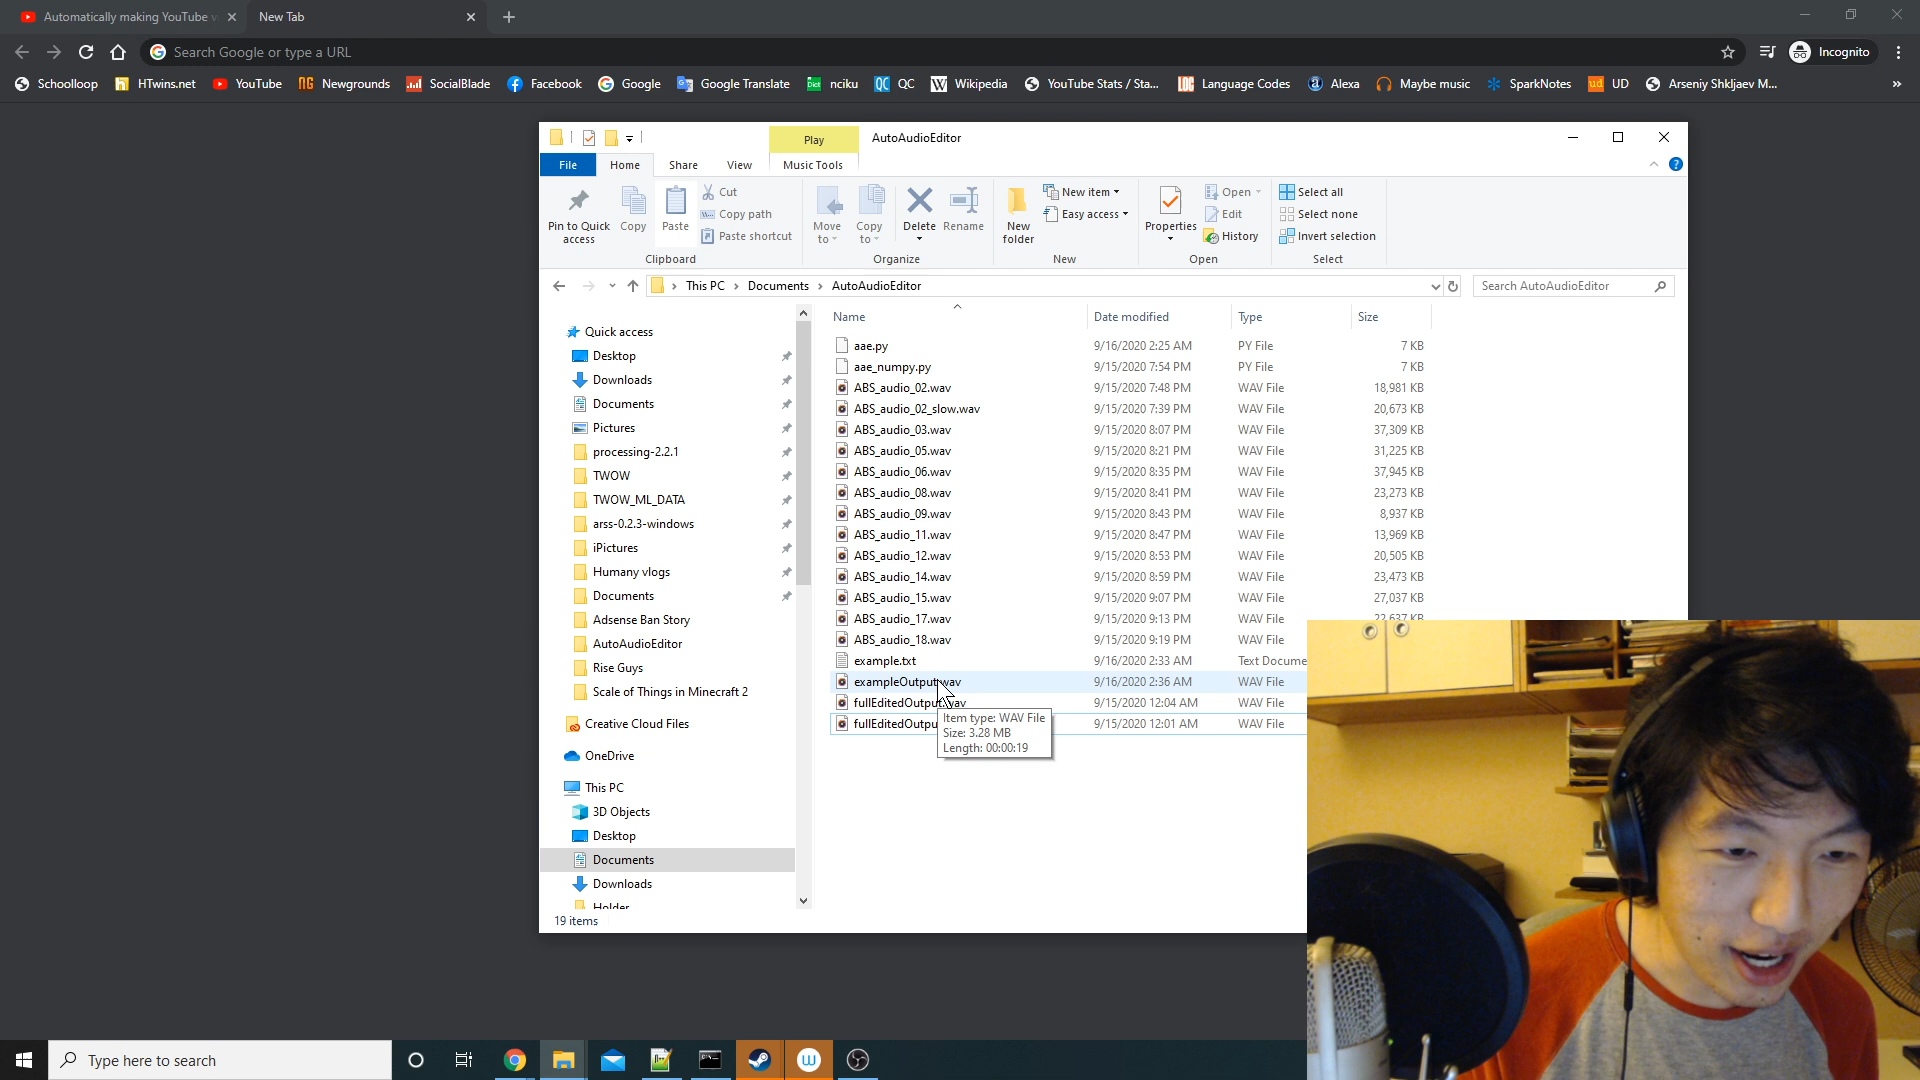 Automatically making YouTube v
New Tab
Search Google or type a URL
Incognito
Schoolloop HTwins.net YouTube Newgrounds SocialBlade Facebook Google Google Translate nciku QC Wikipedia YouTube Stats / Sta... Language Codes Alexa Maybe music SparkNotes UD Arseniy Shkljaev M... »
Play AutoAudioEditor
File Home Share View Music Tools
Pin to Quick access
Copy
Paste
Cut
Copy path
Paste shortcut
Clipboard
Move to
Copy to
Delete
Rename
Organize
New folder
New item
Easy access
New
Properties
Open
Edit
History
Open
Select all
Select none
Invert selection
Select
This PC > Documents > AutoAudioEditor
Search AutoAudioEditor
Quick access
Desktop
Downloads
Documents
Pictures
processing-2.2.1
TWOW
TWOW_ML_DATA
arss-0.2.3-windows
iPictures
Humany vlogs
Documents
Adsense Ban Story
AutoAudioEditor
Rise Guys
Scale of Things in Minecraft 2
Creative Cloud Files
OneDrive
This PC
3D Objects
Desktop
Documents
Downloads
Holder
19 items
Name Date modified Type Size
aae.py 9/16/2020 2:25 AM PY File 7 KB
aae_numpy.py 9/15/2020 7:54 PM PY File 7 KB
ABS_audio_02.wav 9/15/2020 7:48 PM WAV File 18,981 KB
ABS_audio_02_slow.wav 9/15/2020 7:39 PM WAV File 20,673 KB
ABS_audio_03.wav 9/15/2020 8:07 PM WAV File 37,309 KB
ABS_audio_05.wav 9/15/2020 8:21 PM WAV File 31,225 KB
ABS_audio_06.wav 9/15/2020 8:35 PM WAV File 37,945 KB
ABS_audio_08.wav 9/15/2020 8:41 PM WAV File 23,273 KB
ABS_audio_09.wav 9/15/2020 8:43 PM WAV File 8,937 KB
ABS_audio_11.wav 9/15/2020 8:47 PM WAV File 13,969 KB
ABS_audio_12.wav 9/15/2020 8:53 PM WAV File 20,505 KB
ABS_audio_14.wav 9/15/2020 8:59 PM WAV File 23,473 KB
ABS_audio_15.wav 9/15/2020 9:07 PM WAV File 27,037 KB
ABS_audio_17.wav 9/15/2020 9:13 PM WAV File 22,637 KB
ABS_audio_18.wav 9/15/2020 9:19 PM WAV File
example.txt 9/16/2020 2:33 AM Text Docume
exampleOutput.wav 9/16/2020 2:36 AM WAV File
fullEditedOutput.wav 9/15/2020 12:04 AM WAV File
fullEditedOutpu 9/15/2020 12:01 AM WAV File
Item type: WAV File
Size: 3.28 MB
Length: 00:00:19
Type here to search